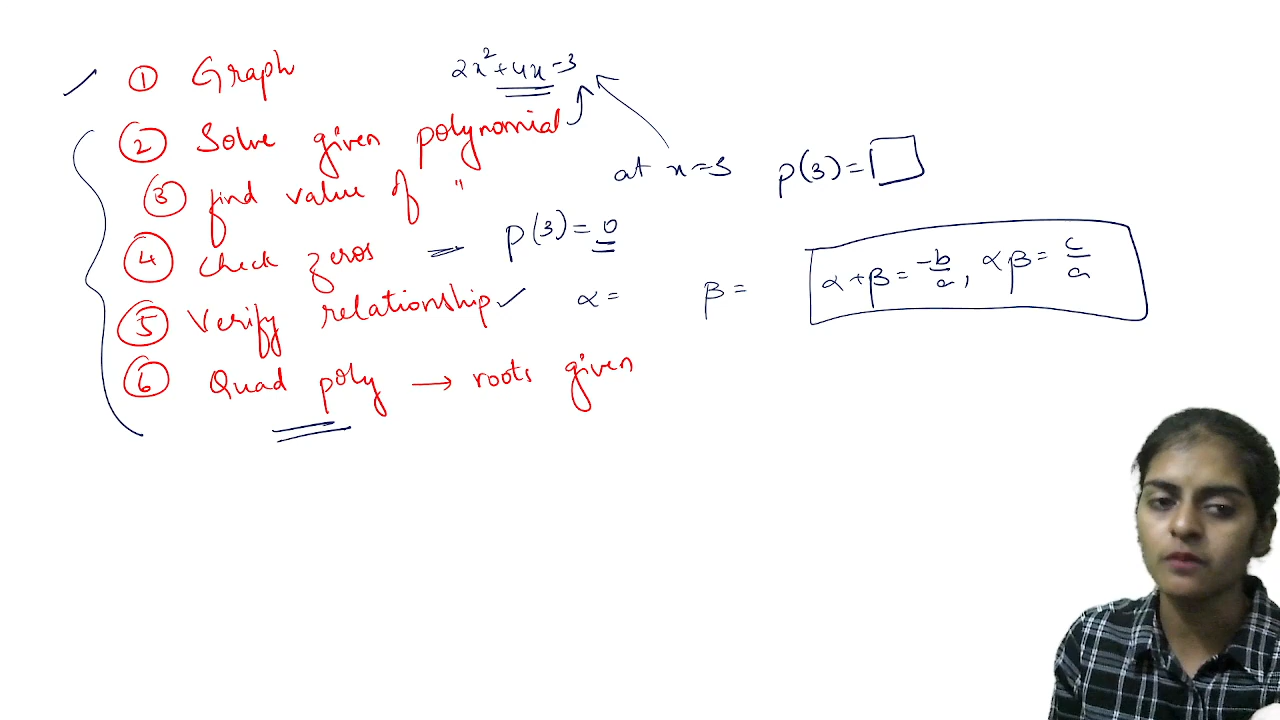 ① Graph
2x²+4x=3
② Solve given polynomial
at x=3 p(3)=□
③ find value of "
④ check zeros = p(3)=0
⑤ Verify relationship ✓ α= β= α+β=-b/a, αβ=c/a
⑥ Quad poly → roots given